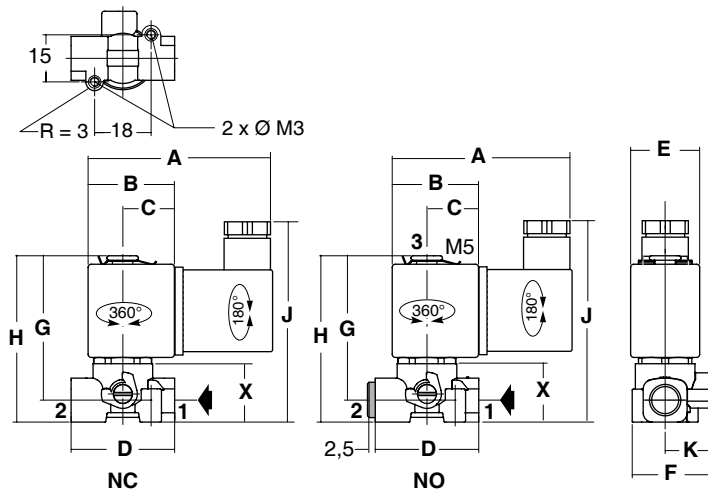 15
R = 3
18
2 x Ø M3
A
B
C
H
G
360°
180°
J
X
2
1
D
NC
A
B
C
3
M5
H
G
360°
180°
J
X
2
1
2,5
D
NO
E
K
F